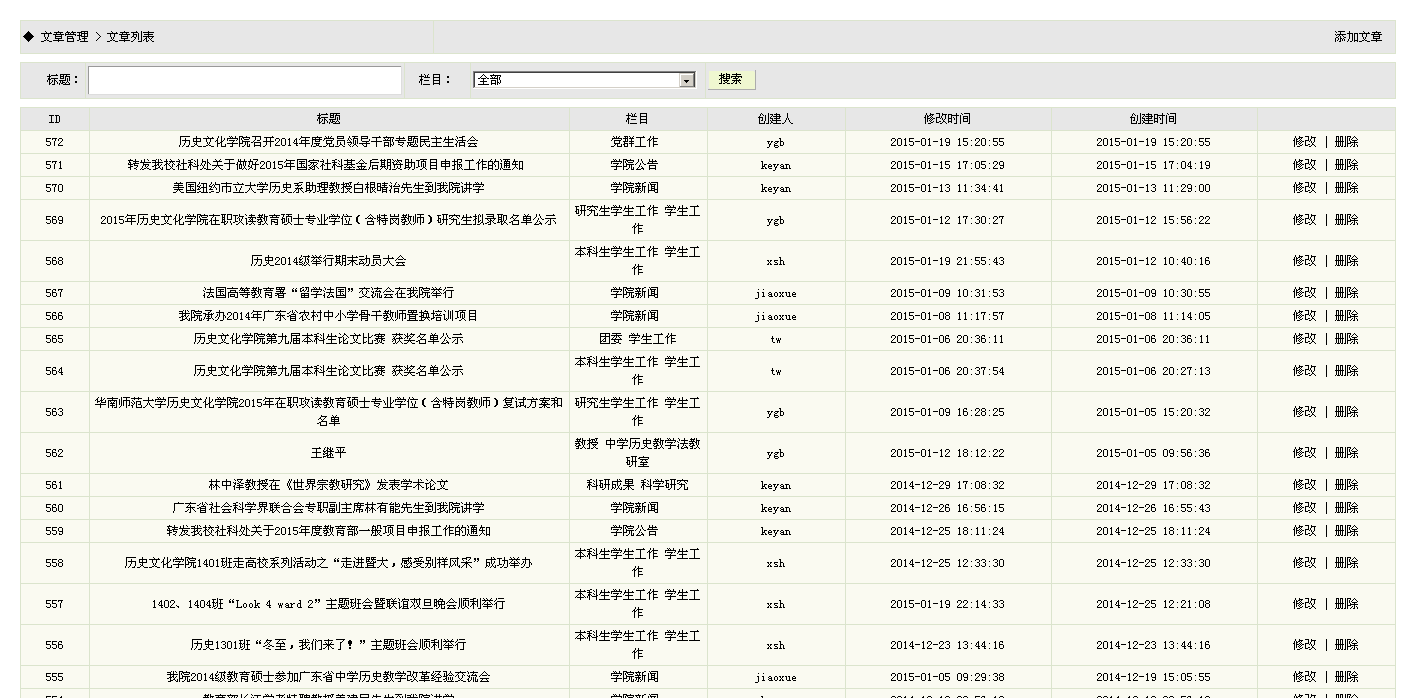 ◆ 文章管理 > 文章列表 添加文章
标题： 栏目： 全部 搜索
ID 标题 栏目 创建人 修改时间 创建时间
572 历史文化学院召开2014年度党员领导干部专题民主生活会 党群工作 ygb 2015-01-19 15:20:55 2015-01-19 15:20:55 修改 | 删除
571 转发我校社科处关于做好2015年国家社科基金后期资助项目申报工作的通知 学院公告 keyan 2015-01-15 17:05:29 2015-01-15 17:04:19 修改 | 删除
570 美国纽约市立大学历史系助理教授白根晴治先生到我院讲学 学院新闻 keyan 2015-01-13 11:34:41 2015-01-13 11:29:00 修改 | 删除
569 2015年历史文化学院在职攻读教育硕士专业学位（含特岗教师）研究生拟录取名单公示 研究生学生工作 学生工
作 ygb 2015-01-12 17:30:27 2015-01-12 15:56:22 修改 | 删除
568 历史2014级举行期末动员大会 本科生学生工作 学生工
作 xsh 2015-01-19 21:55:43 2015-01-12 10:40:16 修改 | 删除
567 法国高等教育署“留学法国”交流会在我院举行 学院新闻 jiaoxue 2015-01-09 10:31:53 2015-01-09 10:30:55 修改 | 删除
566 我院承办2014年广东省农村中小学骨干教师置换培训项目 学院新闻 jiaoxue 2015-01-08 11:17:57 2015-01-08 11:14:05 修改 | 删除
565 历史文化学院第九届本科生论文比赛 获奖名单公示 团委 学生工作 tw 2015-01-06 20:36:11 2015-01-06 20:36:11 修改 | 删除
564 历史文化学院第九届本科生论文比赛 获奖名单公示 本科生学生工作 学生工
作 tw 2015-01-06 20:37:54 2015-01-06 20:27:13 修改 | 删除
563 华南师范大学历史文化学院2015年在职攻读教育硕士专业学位（含特岗教师）复试方案和
名单 研究生学生工作 学生工
作 ygb 2015-01-09 16:28:25 2015-01-05 15:20:32 修改 | 删除
562 王继平 教授 中学历史教学法教
研室 ygb 2015-01-12 18:12:22 2015-01-05 09:56:36 修改 | 删除
561 林中泽教授在《世界宗教研究》发表学术论文 科研成果 科学研究 keyan 2014-12-29 17:08:32 2014-12-29 17:08:32 修改 | 删除
560 广东省社会科学界联合会专职副主席林有能先生到我院讲学 学院新闻 keyan 2014-12-26 16:56:15 2014-12-26 16:55:43 修改 | 删除
559 转发我校社科处关于2015年度教育部一般项目申报工作的通知 学院公告 keyan 2014-12-25 18:11:24 2014-12-25 18:11:24 修改 | 删除
558 历史文化学院1401班走高校系列活动之“走进暨大，感受别样风采”成功举办 本科生学生工作 学生工
作 xsh 2014-12-25 12:33:30 2014-12-25 12:33:30 修改 | 删除
557 1402、1404班“Look 4 ward 2”主题班会暨联谊双旦晚会顺利举行 本科生学生工作 学生工
作 xsh 2015-01-19 22:14:33 2014-12-25 12:21:08 修改 | 删除
556 历史1301班“冬至，我们来了！”主题班会顺利举行 本科生学生工作 学生工
作 xsh 2014-12-23 13:44:16 2014-12-23 13:44:16 修改 | 删除
555 我院2014级教育硕士参加广东省中学历史教学改革经验交流会 学院新闻 jiaoxue 2015-01-05 09:29:38 2014-12-19 15:05:55 修改 | 删除